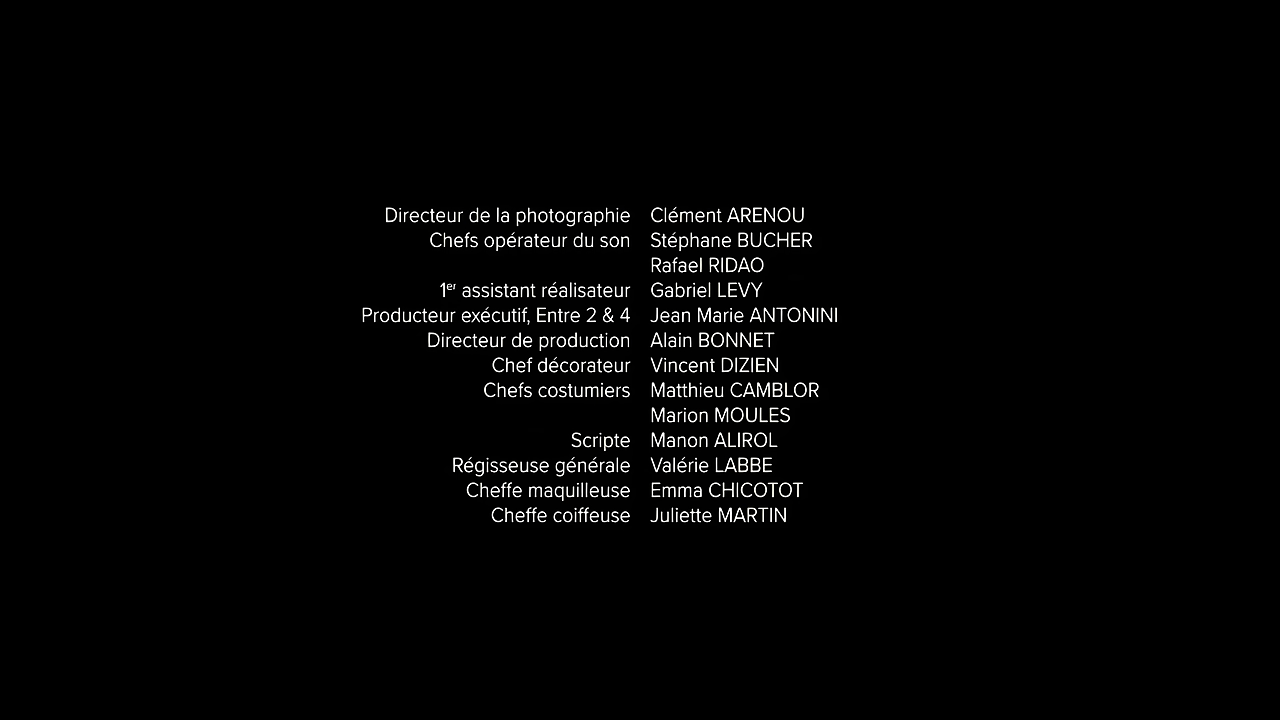 Directeur de la photographie Clément ARENOU
Chefs opérateur du son Stéphane BUCHER
Rafael RIDAO
1er assistant réalisateur Gabriel LEVY
Producteur exécutif, Entre 2 & 4 Jean Marie ANTONINI
Directeur de production Alain BONNET
Chef décorateur Vincent DIZIEN
Chefs costumiers Matthieu CAMBLOR
Marion MOULES
Scripte Manon ALIROL
Régisseuse générale Valérie LABBE
Cheffe maquilleuse Emma CHICOTOT
Cheffe coiffeuse Juliette MARTIN